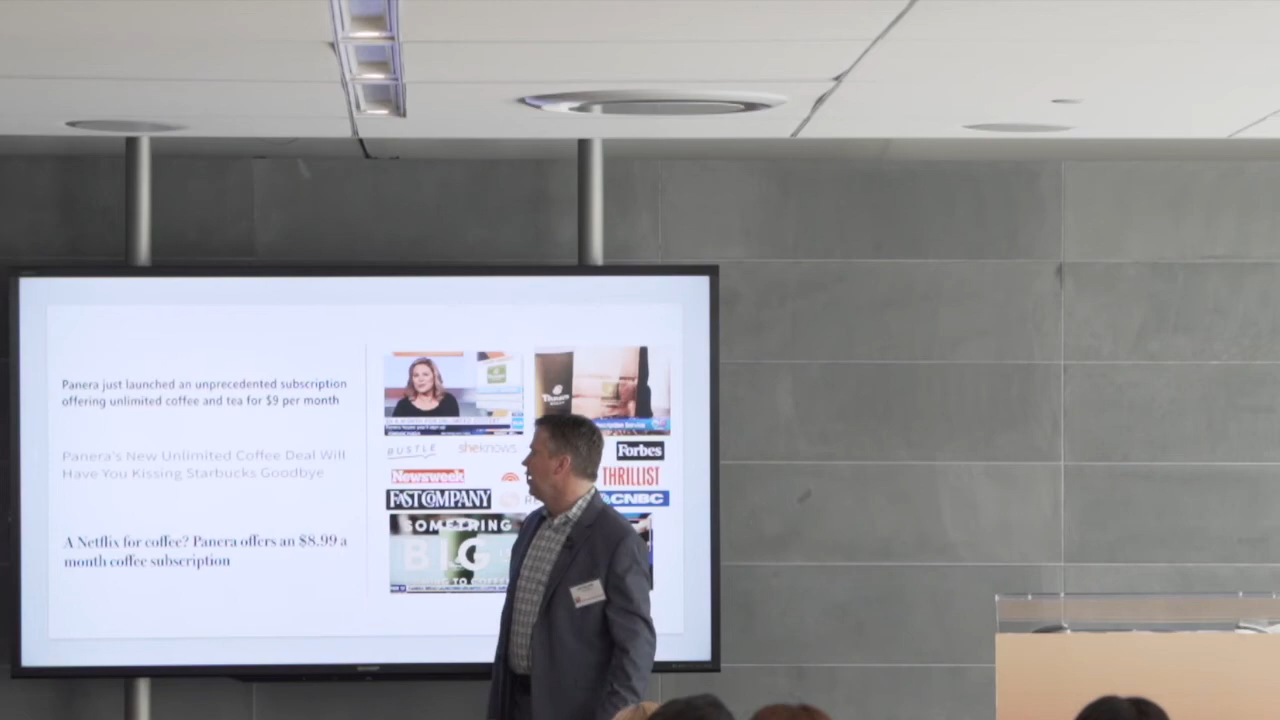 Panera just launched an unprecedented subscription
offering unlimited coffee and tea for $9 per month
Panera's New Unlimited Coffee Deal Will
Have You Kissing Starbucks Goodbye
A Netflix for coffee? Panera offers an $8.99 a
month coffee subscription
Panera
BUSTLE
sheknows
Forbes
Newsweek
THRILLIST
FAST COMPANY
CNBC
SOMETHING
BIG
SHARP